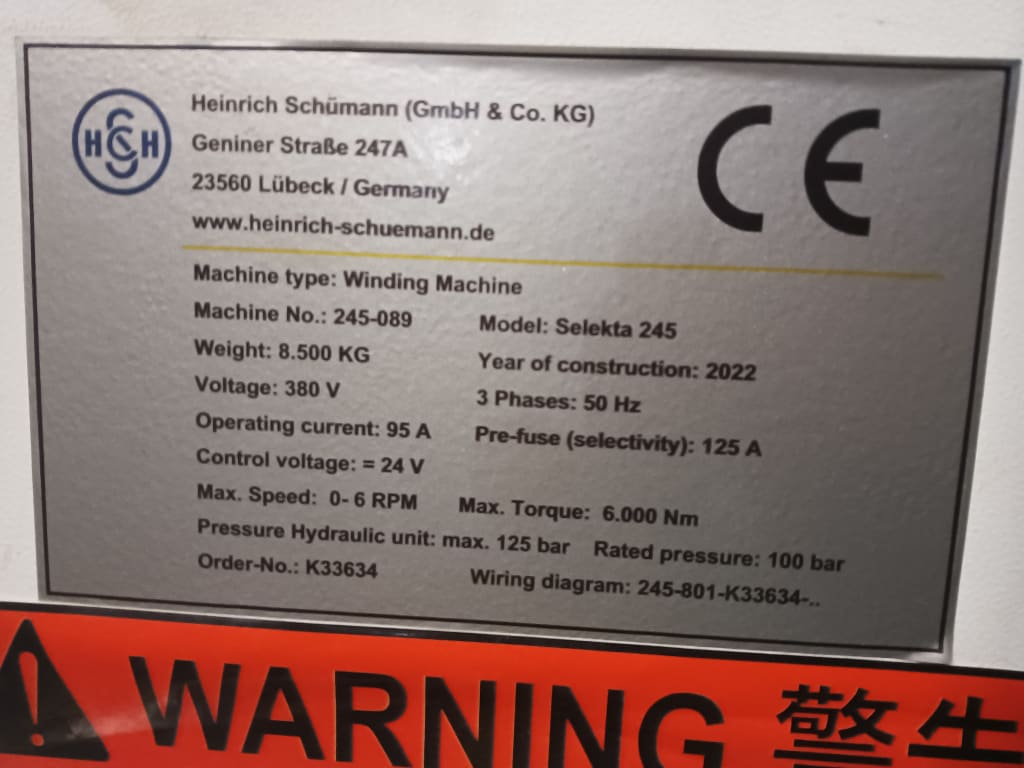 HSH
Heinrich Schümann (GmbH & Co. KG)
Geniner Straße 247A
23560 Lübeck / Germany
www.heinrich-schuemann.de
CE
Machine type: Winding Machine
Machine No.: 245-089 Model: Selekta 245
Weight: 8.500 KG Year of construction: 2022
Voltage: 380 V 3 Phases: 50 Hz
Operating current: 95 A Pre-fuse (selectivity): 125 A
Control voltage: = 24 V
Max. Speed: 0- 6 RPM Max. Torque: 6.000 Nm
Pressure Hydraulic unit: max. 125 bar Rated pressure: 100 bar
Order-No.: K33634 Wiring diagram: 245-801-K33634-..
WARNING 警告